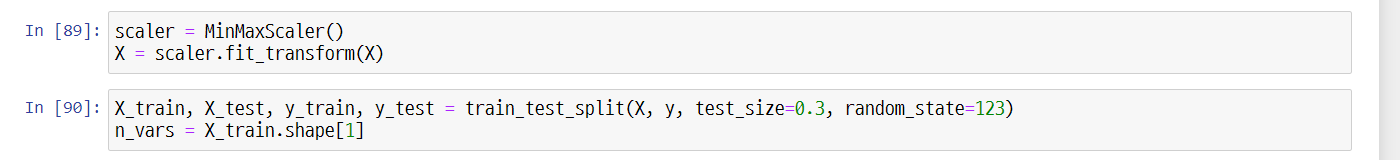 In [89]: scaler = MinMaxScaler()
X = scaler.fit_transform(X)
In [90]: X_train, X_test, y_train, y_test = train_test_split(X, y, test_size=0.3, random_state=123)
n_vars = X_train.shape[1]